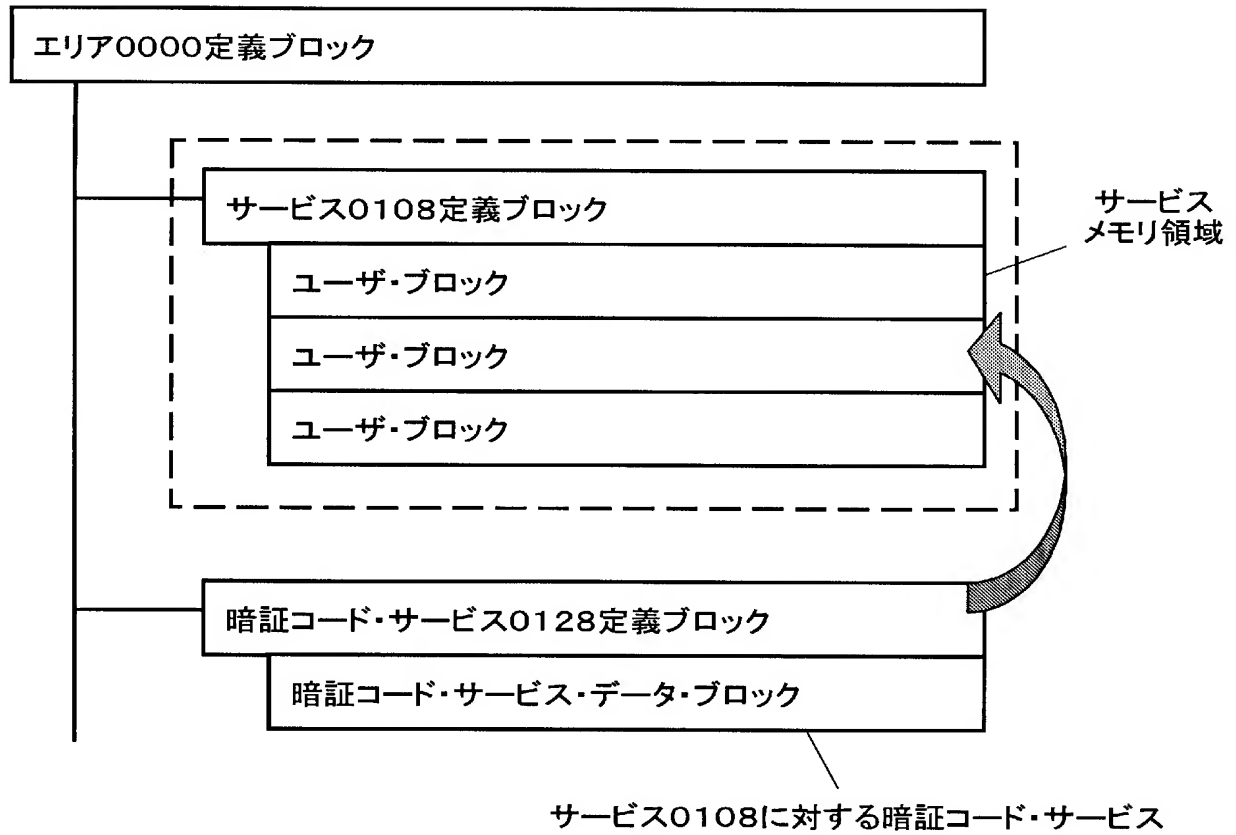 エリア0000定義ブロック
サービス0108定義ブロック
サービス
メモリ領域
ユーザ・ブロック
ユーザ・ブロック
ユーザ・ブロック
暗証コード・サービス0128定義ブロック
暗証コード・サービス・データ・ブロック
サービス0108に対する暗証コード・サービス